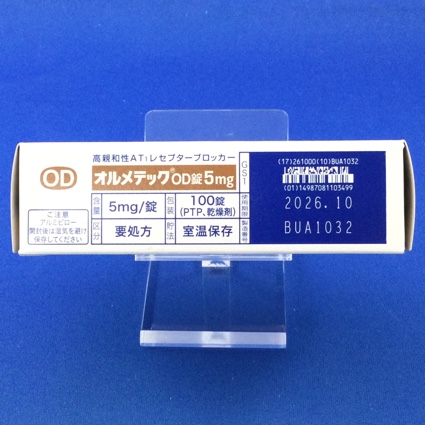 OD
ご注意
アルミピロー
開封後は湿気を避け
保存してください
高親和性AT1レセプターブロッカー
オルメテック®OD錠5mg
含量 5mg/錠 包装 100錠
(PTP、乾燥剤)
区分 要処方 貯法 室温保存
GS1
(17)261000(10)BUA1032
(01)14987081103499
使用期限 2026.10
製造番号 BUA1032